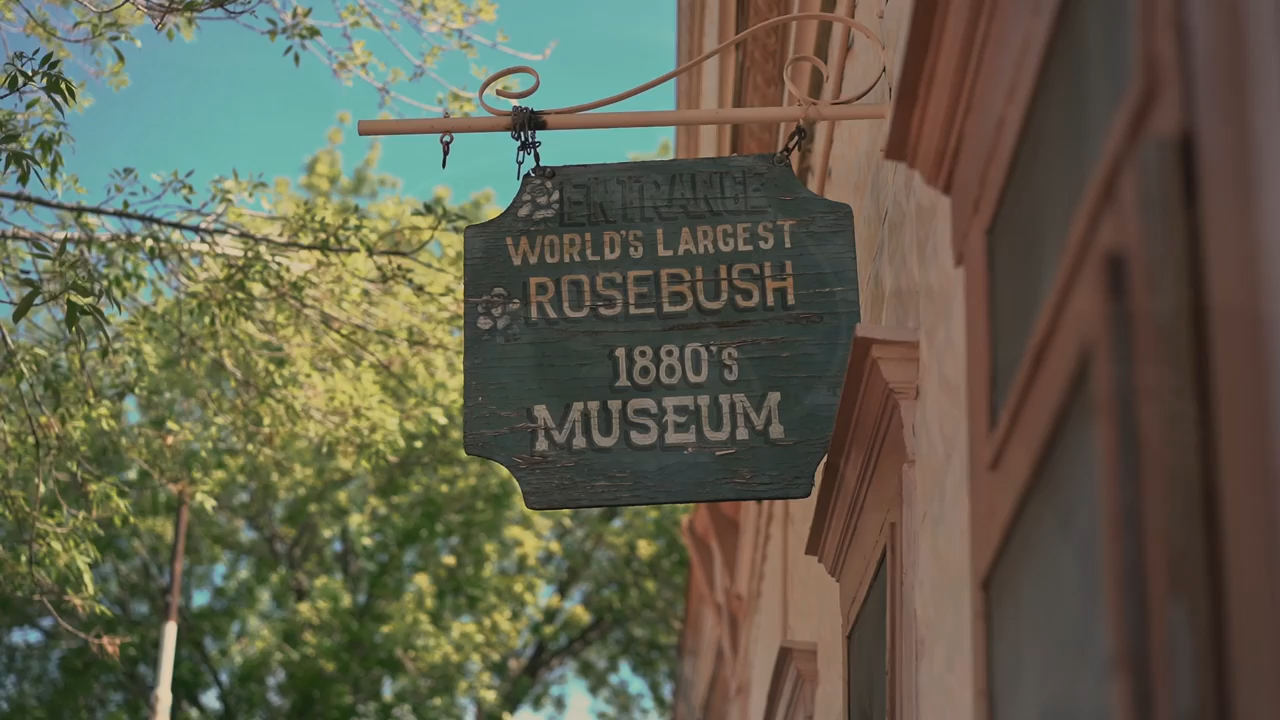 ENTRANCE
WORLD'S LARGEST
ROSEBUSH
1880's
MUSEUM